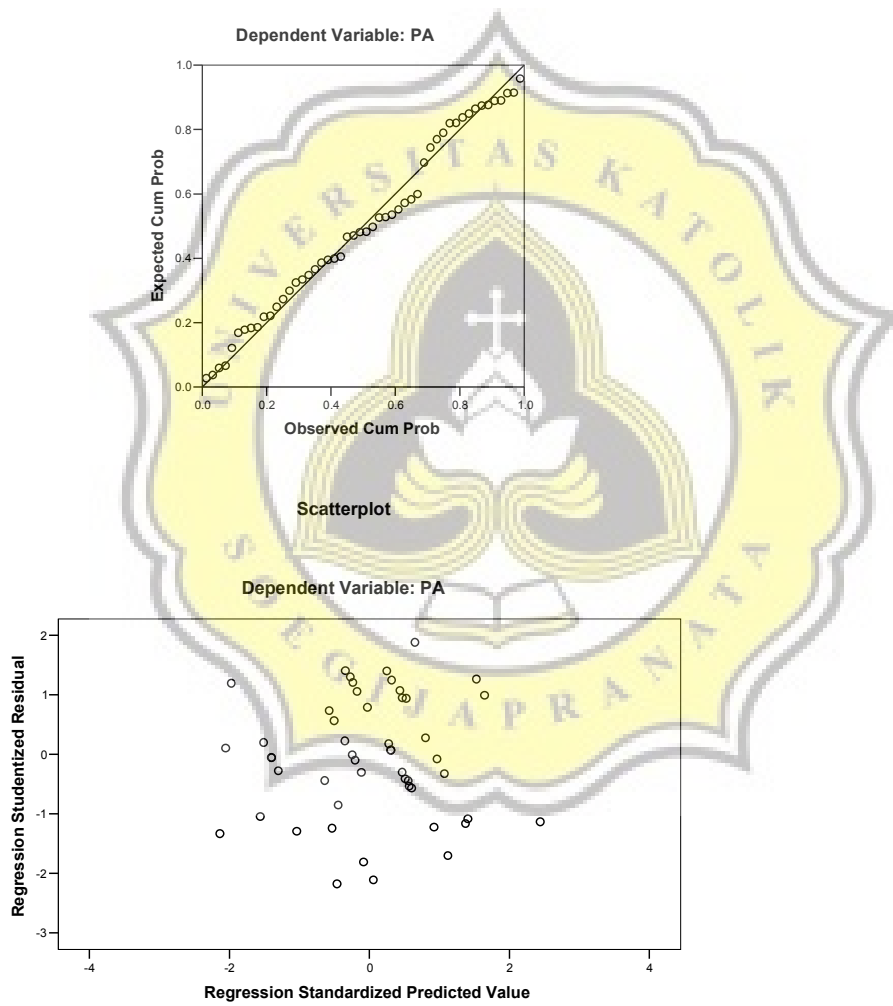 Dependent Variable: PA
1.0
0.8
0.6
0.4
0.2
0.0
Expected Cum Prob
0.0 0.2 0.4 0.6 0.8 1.0
Observed Cum Prob
UNIVERSITAS KATOLIK
SOEGIJAPRANATA
Scatterplot
Dependent Variable: PA
2
1
0
-1
-2
-3
Regression Studentized Residual
-4 -2 0 2 4
Regression Standardized Predicted Value